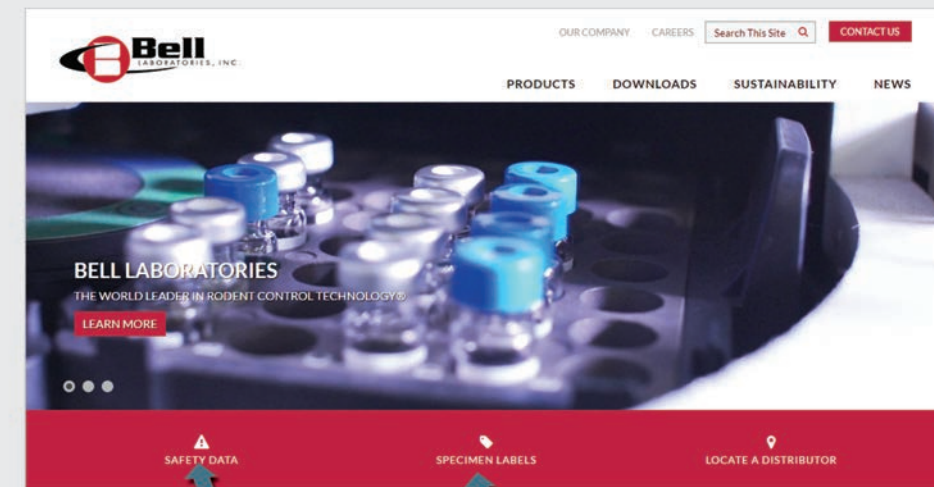 Bell
LABORATORIES, INC.
OUR COMPANY CAREERS Search This Site CONTACT US
PRODUCTS DOWNLOADS SUSTAINABILITY NEWS
BELL LABORATORIES
THE WORLD LEADER IN RODENT CONTROL TECHNOLOGY®
LEARN MORE
SAFETY DATA SPECIMEN LABELS LOCATE A DISTRIBUTOR